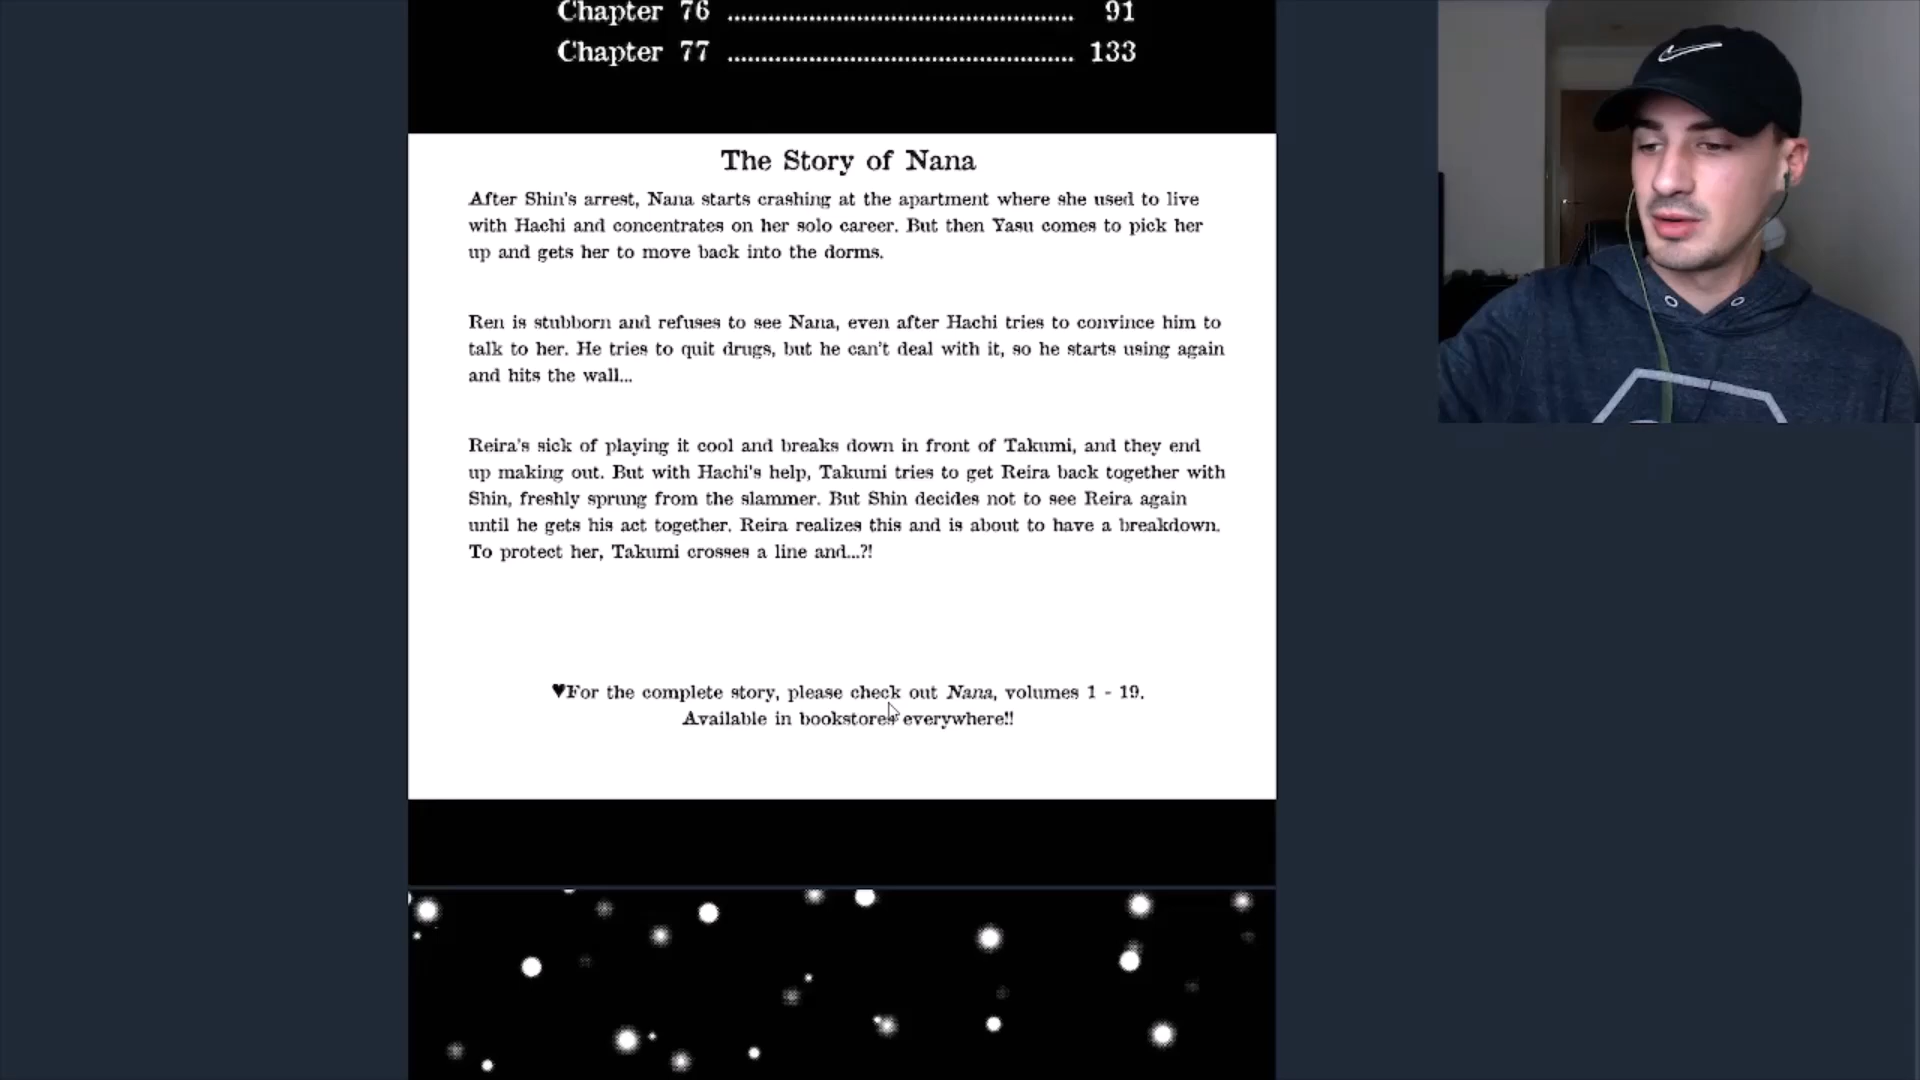 Chapter 76 ................................................... 91
Chapter 77 ................................................... 133
The Story of Nana
After Shin's arrest, Nana starts crashing at the apartment where she used to live
with Hachi and concentrates on her solo career. But then Yasu comes to pick her
up and gets her to move back into the dorms.
Ren is stubborn and refuses to see Nana, even after Hachi tries to convince him to
talk to her. He tries to quit drugs, but he can't deal with it, so he starts using again
and hits the wall...
Reira's sick of playing it cool and breaks down in front of Takumi, and they end
up making out. But with Hachi's help, Takumi tries to get Reira back together with
Shin, freshly sprung from the slammer. But Shin decides not to see Reira again
until he gets his act together. Reira realizes this and is about to have a breakdown.
To protect her, Takumi crosses a line and...?!
♥For the complete story, please check out Nana, volumes 1 - 19.
Available in bookstores everywhere!!